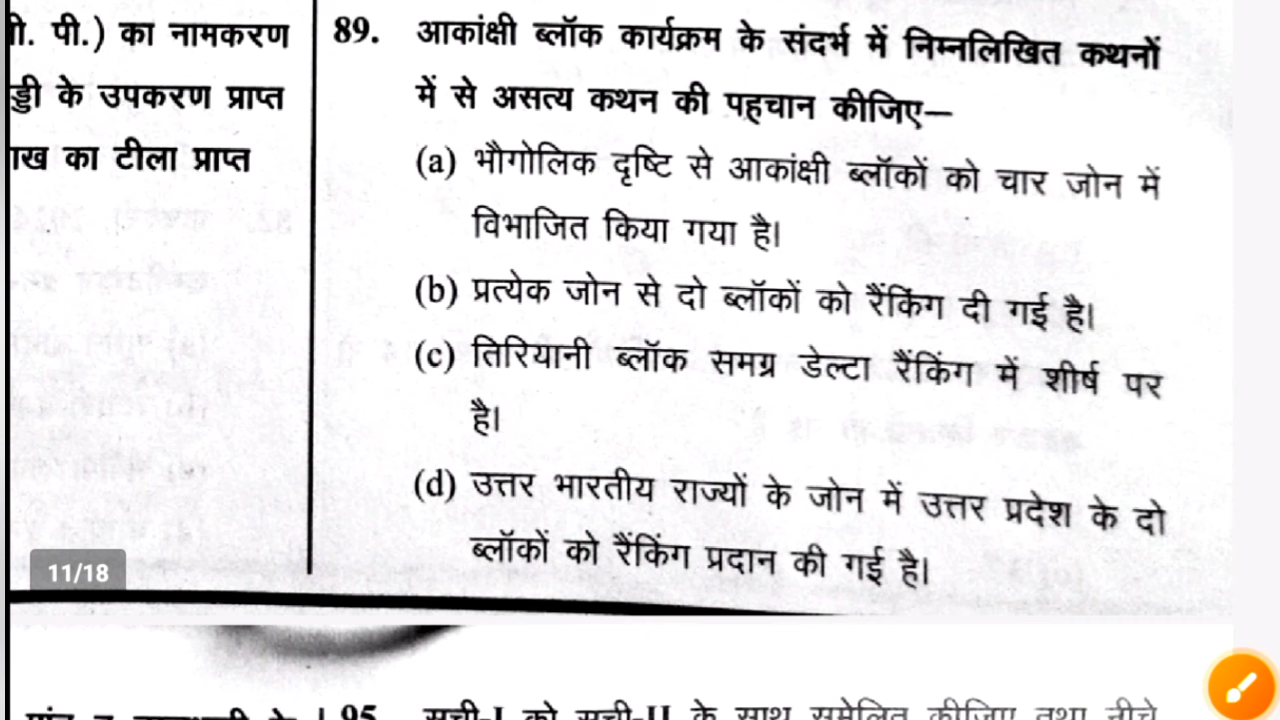 पी.) का नामकरण
के उपकरण प्राप्त
का टीला प्राप्त
89. आकांक्षी ब्लॉक कार्यक्रम के संदर्भ में निम्नलिखित कथनों
में से असत्य कथन की पहचान कीजिए—
(a) भौगोलिक दृष्टि से आकांक्षी ब्लॉकों को चार जोन में
विभाजित किया गया है।
(b) प्रत्येक जोन से दो ब्लॉकों को रैंकिंग दी गई है।
(c) तिरियानी ब्लॉक समग्र डेल्टा रैंकिंग में शीर्ष पर
है।
(d) उत्तर भारतीय राज्यों के जोन में उत्तर प्रदेश के दो
ब्लॉकों को रैंकिंग प्रदान की गई है।
11/18
95. सूची-I को सूची-II के साथ सुमेलित कीजिए तथा नीचे